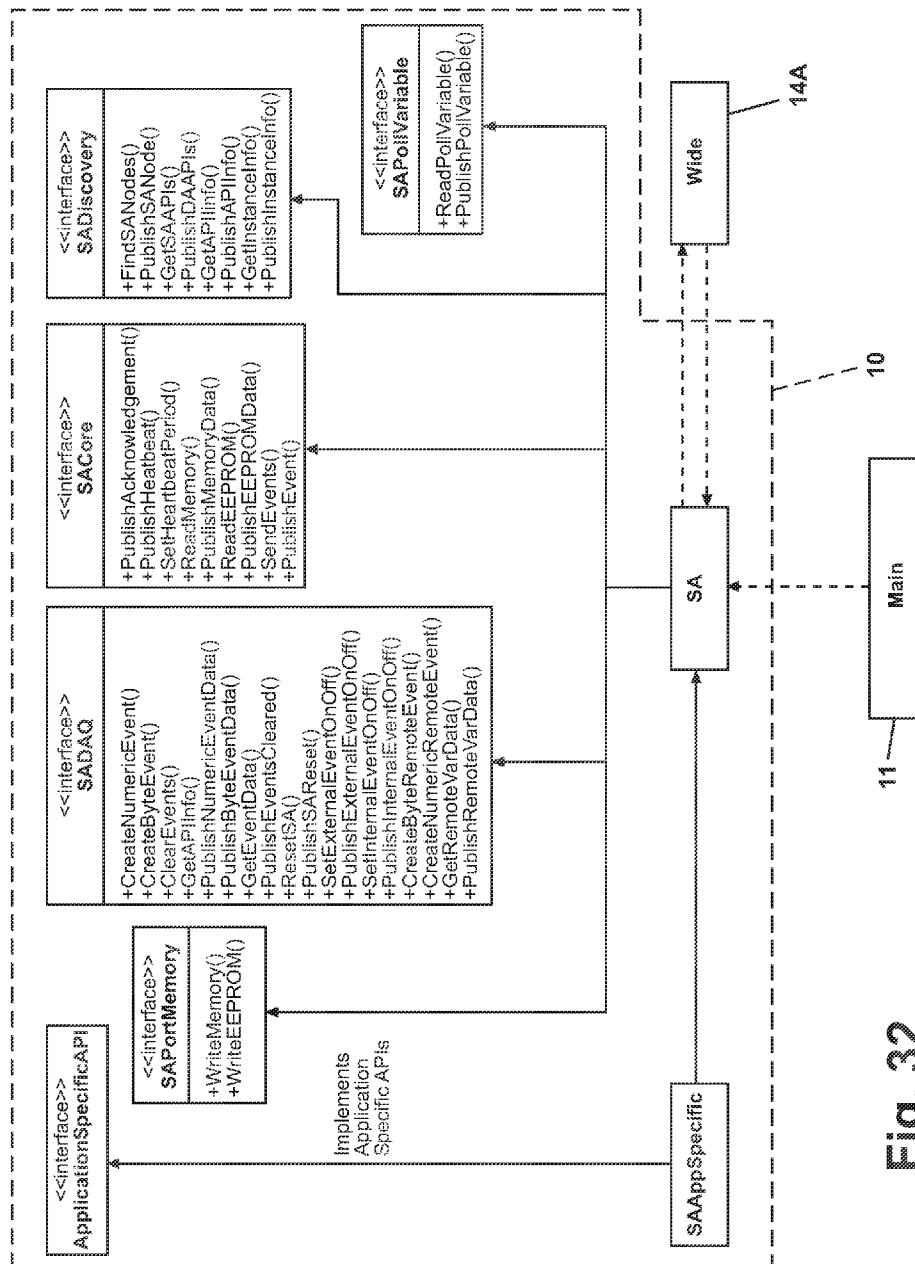 <<interface>>
ApplicationSpecificAPI
<<interface>>
SAPortMemory
+WriteMemory()
+WriteEEPROM()
<<interface>>
SADAQ
+CreateNumericEvent()
+CreateByteEvent()
+ClearEvents()
+GetAPIInfo()
+PublishNumericEventData()
+PublishByteEventData()
+GetEventData()
+PublishEventsCleared()
+ResetSA()
+PublishSAReset()
+SetExternalEventOnOff()
+PublishExternalEventOnOff()
+SetInternalEventOnOff()
+PublishInternalEventOnOff()
+CreateByteRemoteEvent()
+CreateNumericRemoteEvent()
+GetRemoteVarData()
+PublishRemoteVarData()
<<interface>>
SACore
+PublishAcknowledgement()
+PublishHeatbeat()
+SetHeartbeatPeriod()
+ReadMemory()
+PublishMemoryData()
+ReadEEPROM()
+PublishEEPROMData()
+SendEvents()
+PublishEvent()
<<interface>>
SADiscovery
+FindSANodes()
+PublishSANode()
+GetSAAPIs()
+PublishDAAPIs()
+GetAPIInfo()
+PublishAPIInfo()
+GetInstanceInfo()
+PublishInstanceInfo()
<<interface>>
SAPollVariable
+ReadPollVariable()
+PublishPollVariable()
Implements
Application
Specific APIs
SAAppSpecific
SA
Wide
14A
10
Main
11
Fig. 32